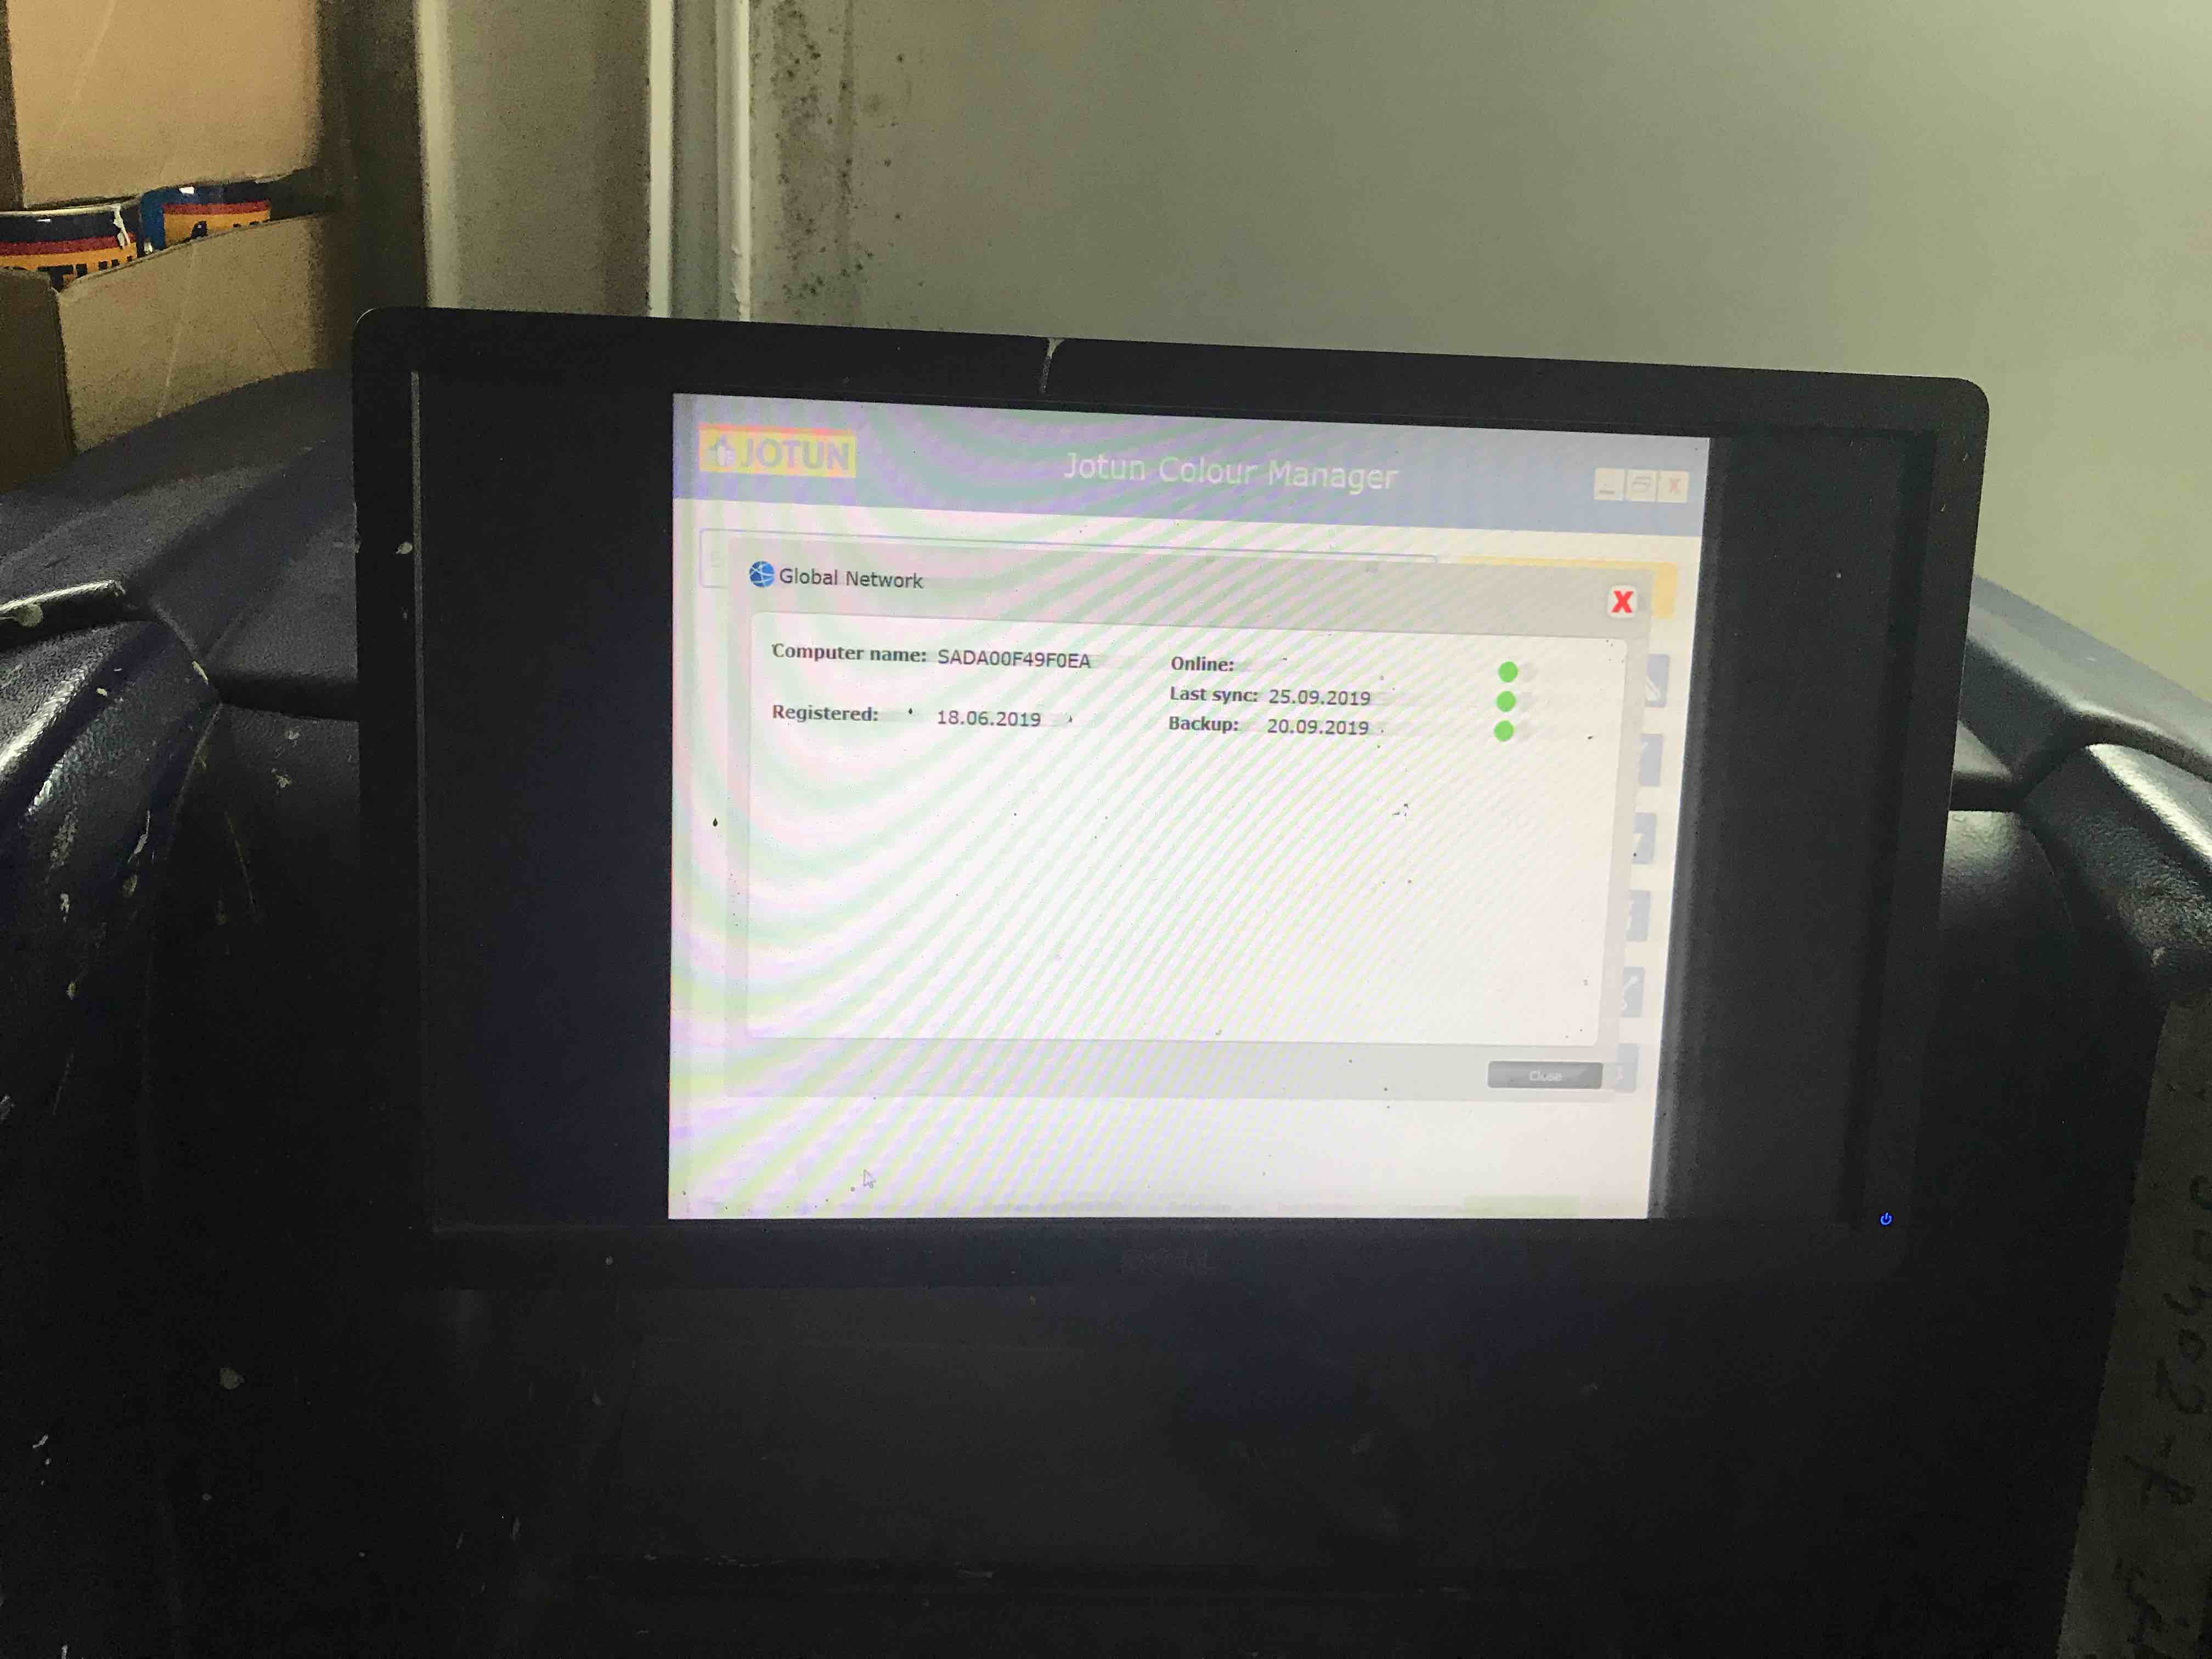 JOTUN
Jotun Colour Manager
Global Network
Computer name: SADA00F49F0EA
Online:
Last sync: 25.09.2019
Registered: 18.06.2019
Backup: 20.09.2019
Close